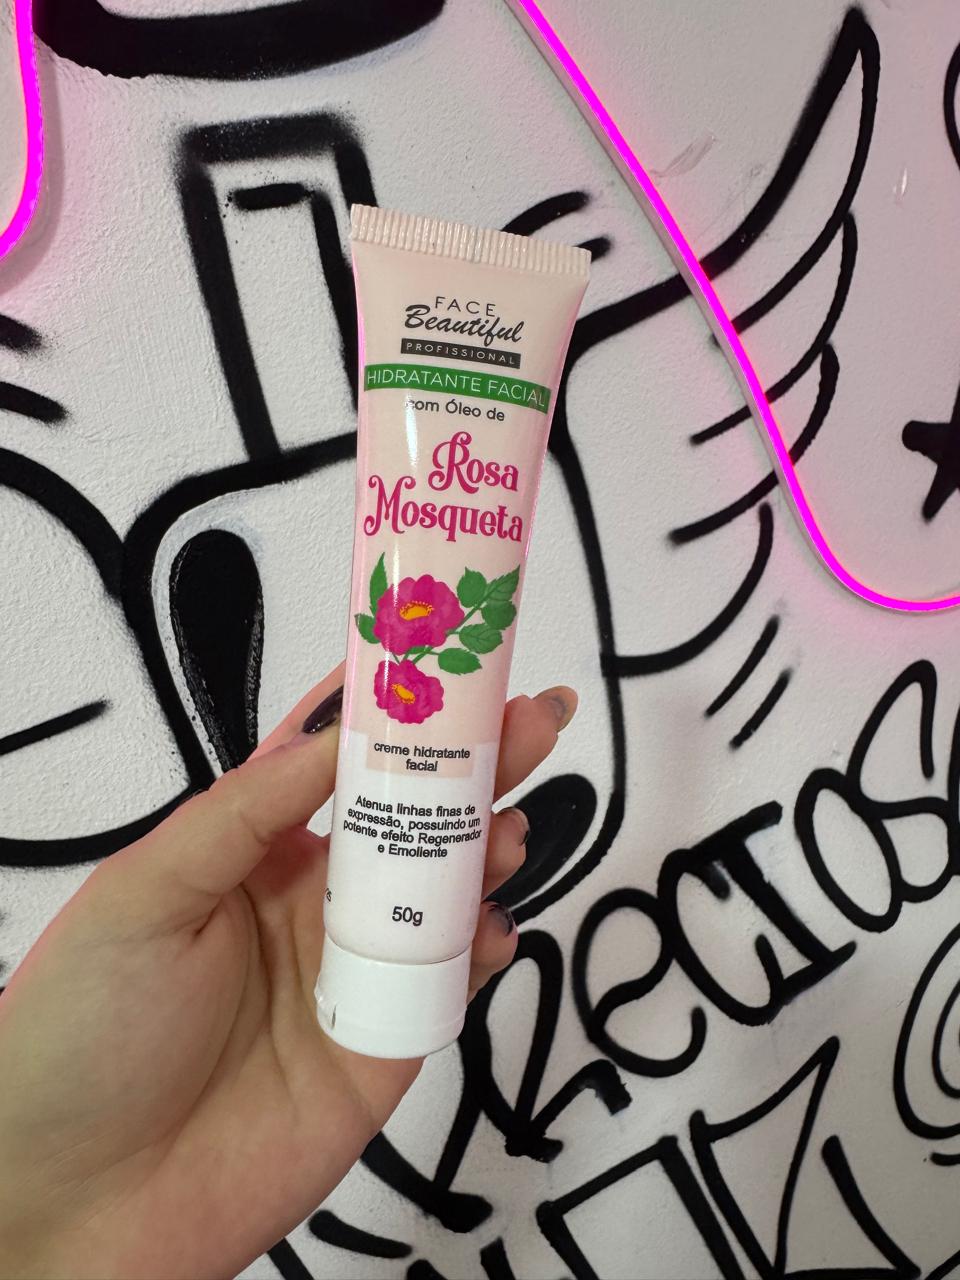 FACE
Beautiful
PROFISSIONAL
HIDRATANTE FACIAL
com Óleo de
Rosa
Mosqueta
creme hidratante
facial
Atenua linhas finas de
expressão, possuindo um
potente efeito Regenerador
e Emoliente
50g
PReCIOS